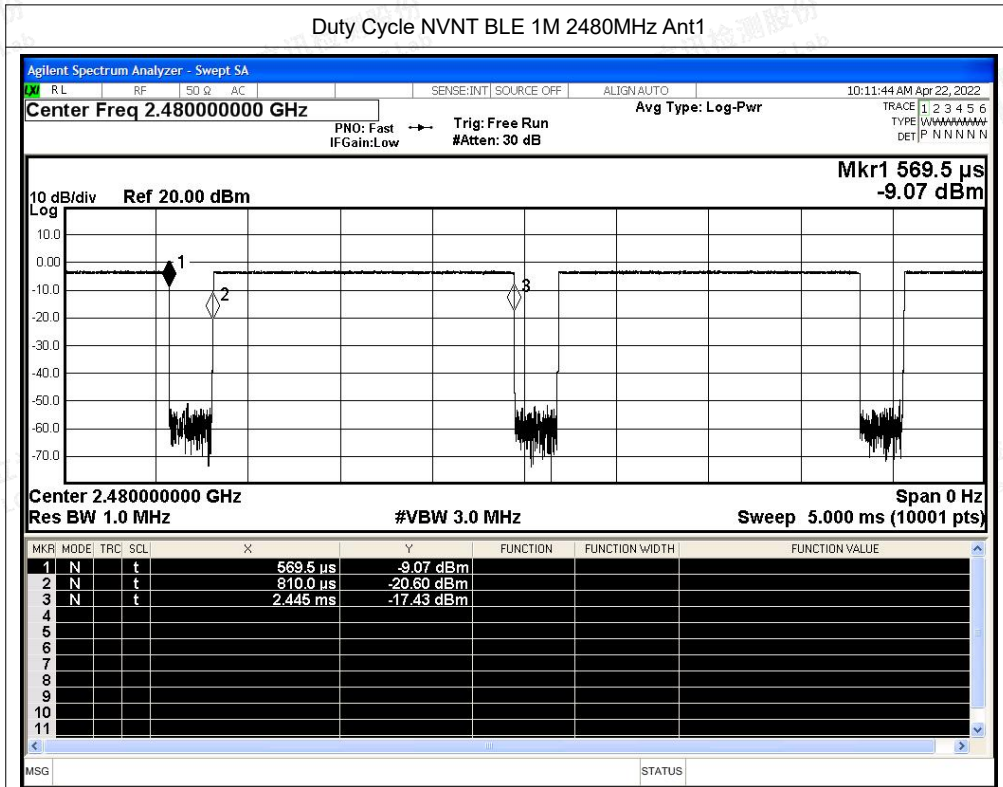 Duty Cycle NVNT BLE 1M 2480MHz Ant1
Agilent Spectrum Analyzer - Swept SA
LXI RL RF 50 Ω AC SENSE:INT SOURCE OFF ALIGN AUTO 10:11:44 AM Apr 22, 2022
Center Freq 2.480000000 GHz
Avg Type: Log-Pwr
TRACE 1 2 3 4 5 6
PNO: Fast Trig: Free Run
TYPE WWWWWW
IFGain:Low #Atten: 30 dB
DET P N N N N N
Mkr1 569.5 µs
10 dB/div Ref 20.00 dBm -9.07 dBm
Log
10.0
0.00
-10.0
-20.0
-30.0
-40.0
-50.0
-60.0
-70.0
1
2
3
Center 2.480000000 GHz Span 0 Hz
Res BW 1.0 MHz #VBW 3.0 MHz Sweep 5.000 ms (10001 pts)
MKR MODE TRC SCL X Y FUNCTION FUNCTION WIDTH FUNCTION VALUE
1 N t 569.5 µs -9.07 dBm
2 N t 810.0 µs -20.60 dBm
3 N t 2.445 ms -17.43 dBm
4
5
6
7
8
9
10
11
MSG STATUS